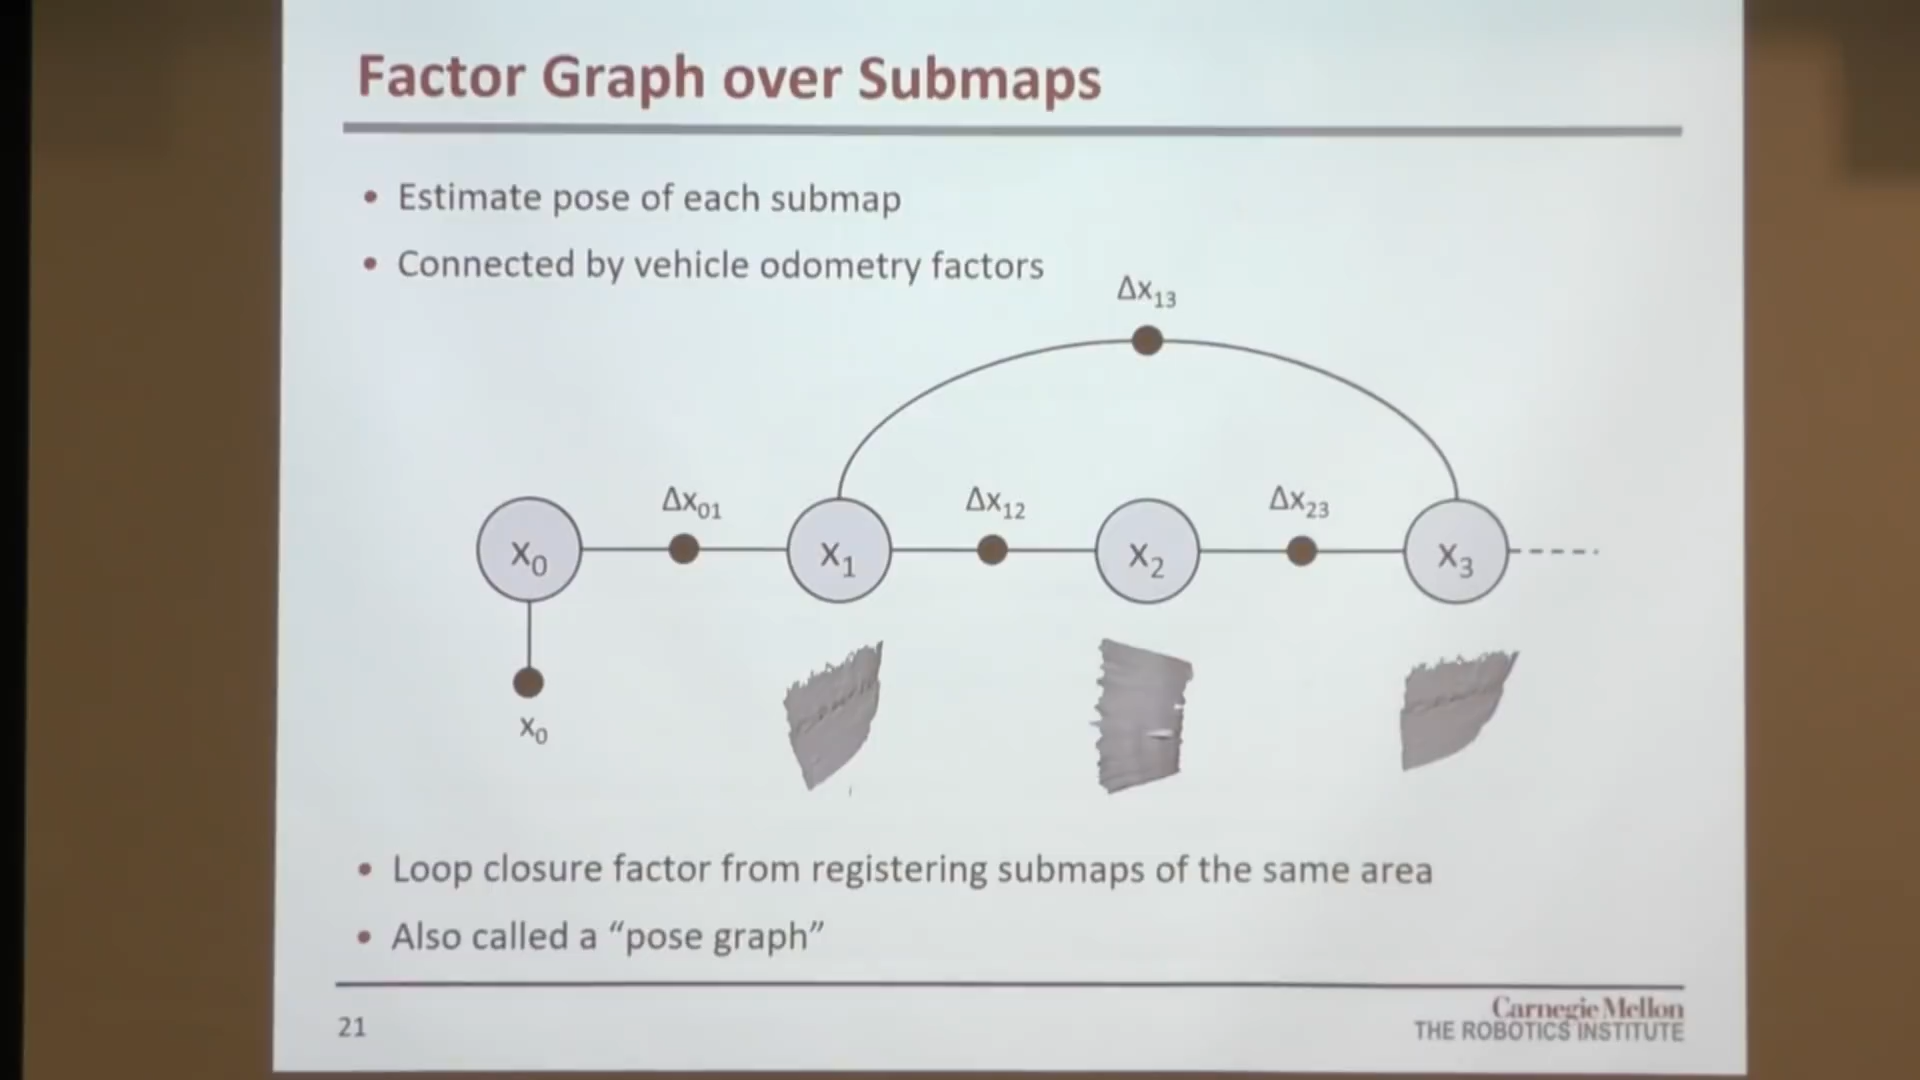 Factor Graph over Submaps
• Estimate pose of each submap
• Connected by vehicle odometry factors
Δx₁₃
Δx₀₁
Δx₁₂
Δx₂₃
x₀
x₁
x₂
x₃
x₀
• Loop closure factor from registering submaps of the same area
• Also called a “pose graph”
21
Carnegie Mellon
THE ROBOTICS INSTITUTE